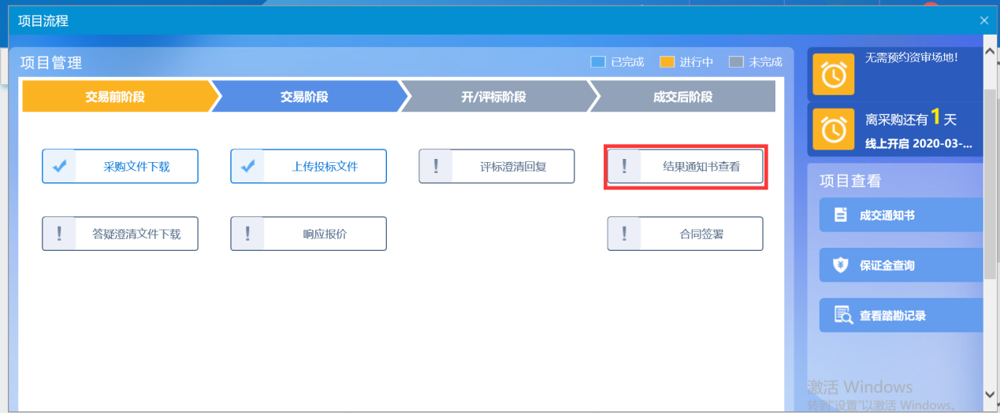 项目流程
项目管理
已完成
进行中
未完成
交易前阶段
交易阶段
开/评标阶段
成交后阶段
采购文件下载
上传投标文件
评标澄清回复
结果通知书查看
答疑澄清文件下载
响应报价
合同签署
无需预约资审场地!
离采购还有1天
线上开启 2020-03-...
项目查看
成交通知书
保证金查询
查看踏勘记录
激活 Windows
转到"设置"以激活 Windows。